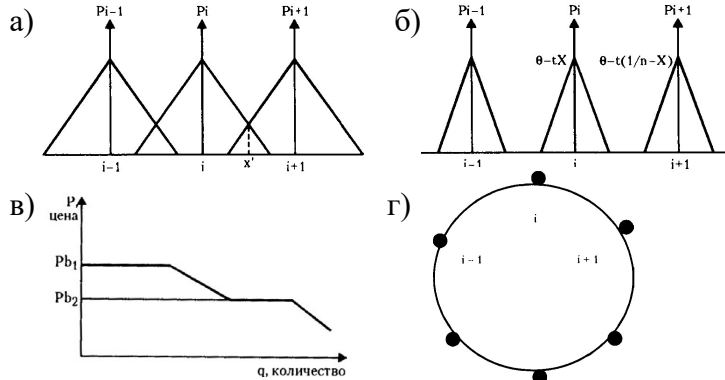 а)
Pi−1 Pi Pi+1
i−1 i x' i+1
б)
Pi−1 Pi Pi+1
θ−tX θ−t(1/n−X)
i−1 i i+1
в)
P,
цена
Pb1
Pb2
q, количество
г)
i
i − 1 i + 1